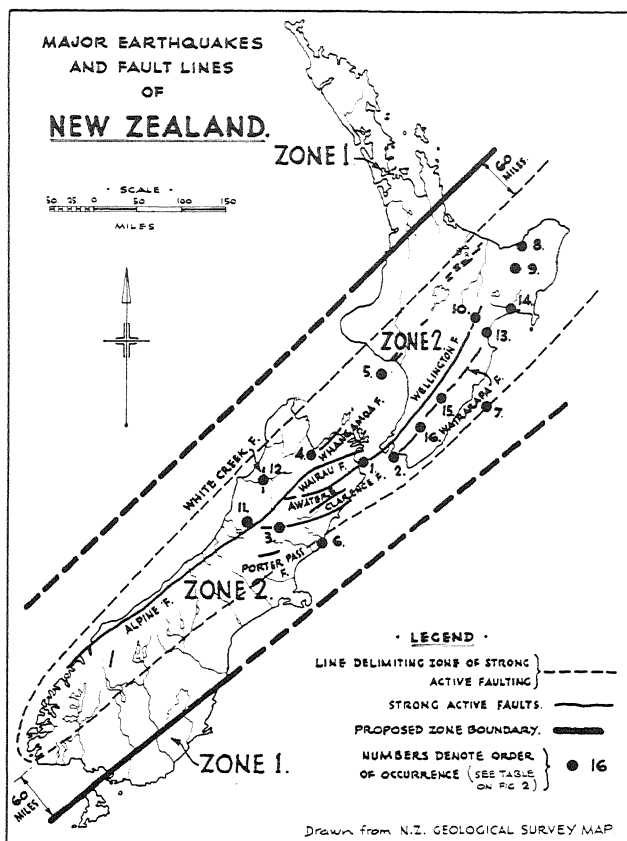 MAJOR EARTHQUAKES
AND FAULT LINES
OF
NEW ZEALAND.
· SCALE ·
50 25 0 50 100 150
MILES
ZONE 1
60
MILES.
8.
9.
14.
10.
13.
ZONE 2
WELLINGTON F.
5.
WAIRARAPA F.
15.
7.
16.
WHANGAMOA F.
4.
WHITE CREEK F.
12
WAIRAU F.
1.
2.
AWATERE
CLARENCE F.
11.
3.
6.
PORTER PASS
F.
ZONE 2.
ALPINE F.
ZONE 1.
60
MILES
· LEGEND ·
LINE DELIMITING ZONE OF STRONG
ACTIVE FAULTING
STRONG ACTIVE FAULTS.
PROPOSED ZONE BOUNDARY.
NUMBERS DENOTE ORDER
OF OCCURRENCE (SEE TABLE
ON FIG 2)
16
Drawn from N.Z. GEOLOGICAL SURVEY MAP.